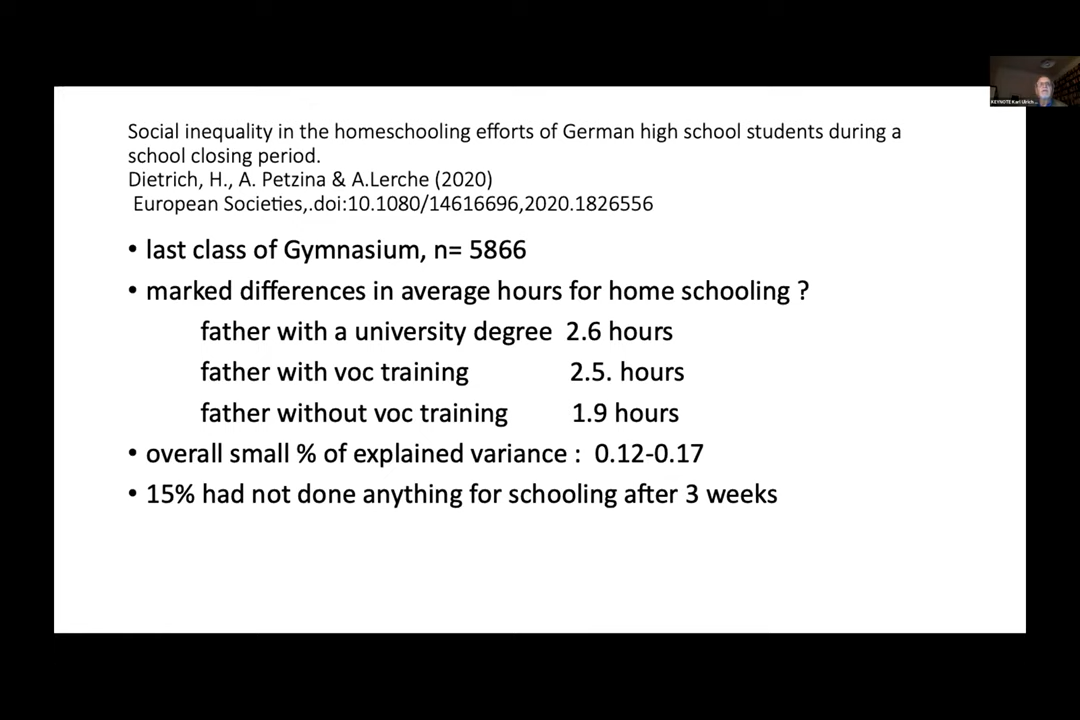 Social inequality in the homeschooling efforts of German high school students during a
school closing period.
Dietrich, H., A. Petzina & A.Lerche (2020)
European Societies,.doi:10.1080/14616696,2020.1826556
• last class of Gymnasium, n= 5866
• marked differences in average hours for home schooling ?
father with a university degree 2.6 hours
father with voc training 2.5. hours
father without voc training 1.9 hours
• overall small % of explained variance : 0.12-0.17
• 15% had not done anything for schooling after 3 weeks
KEYNOTE Karl Ulrich...